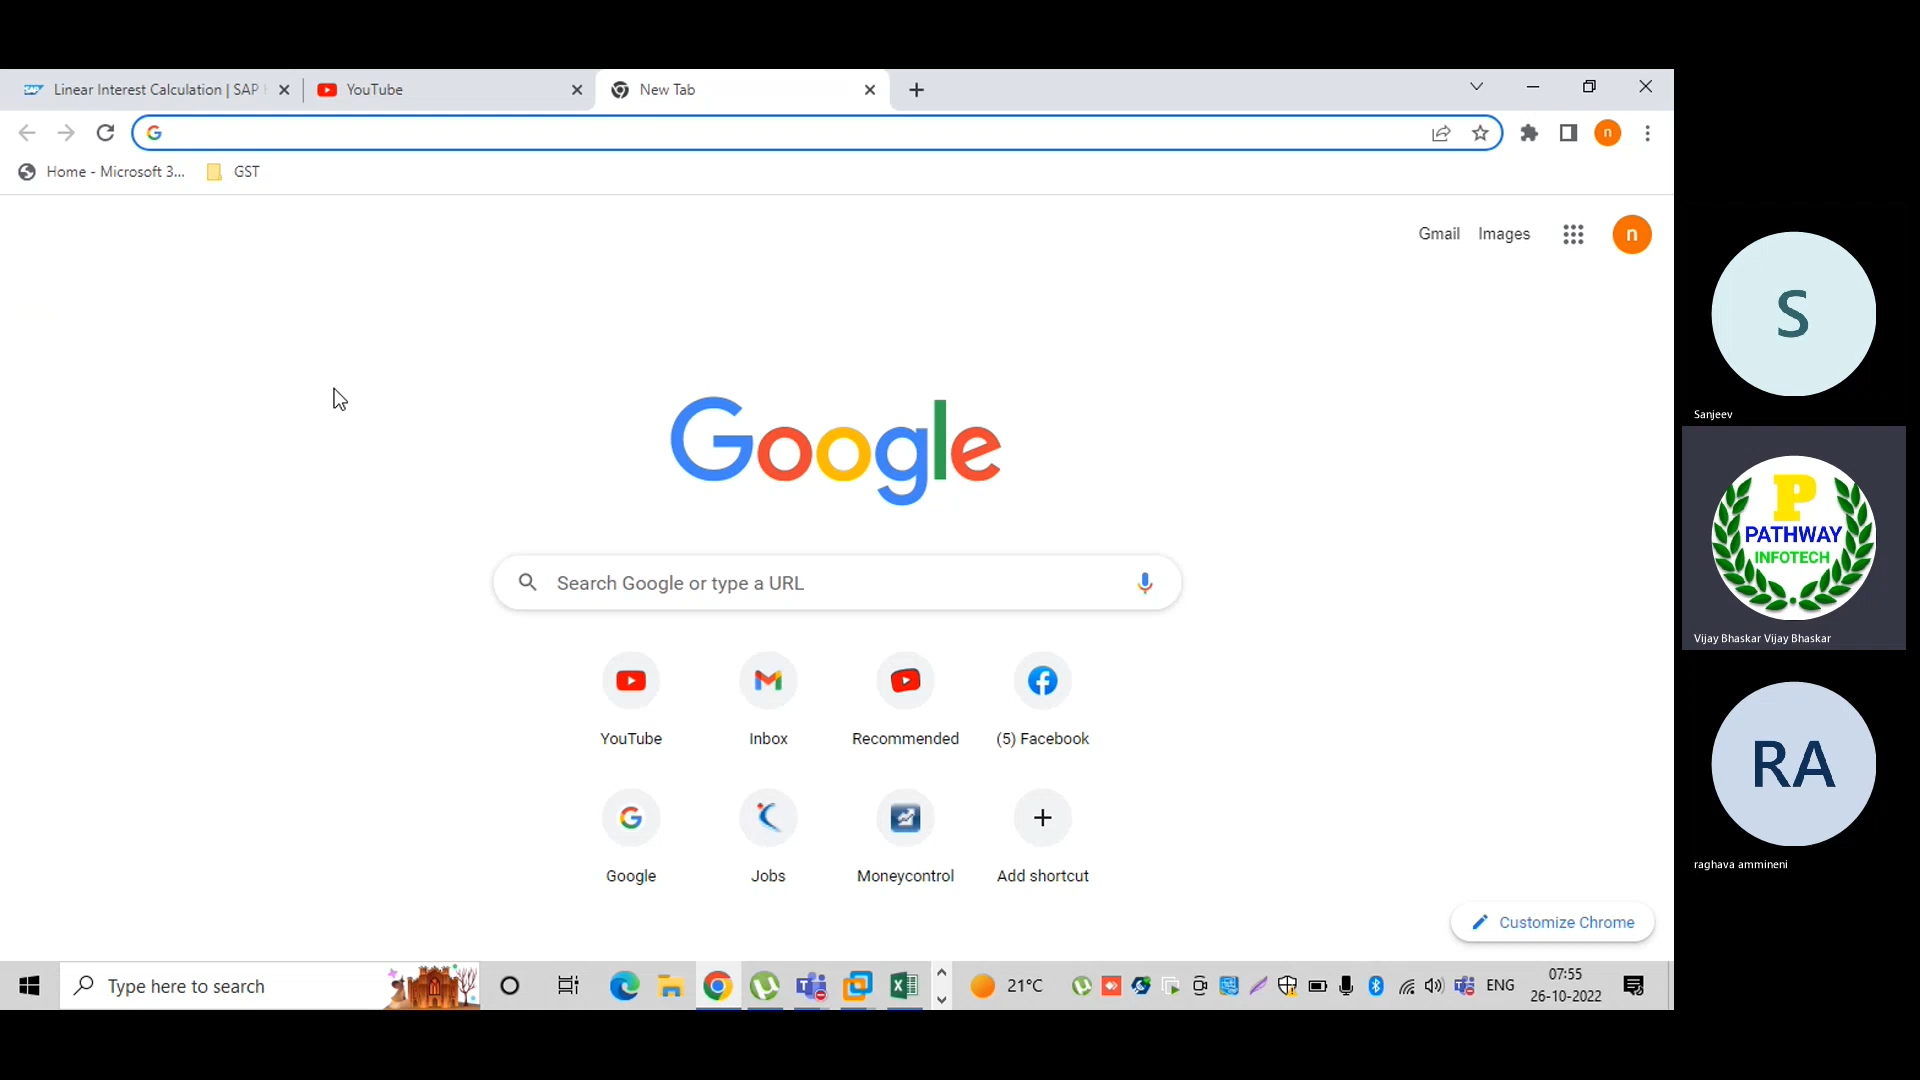 Linear Interest Calculation | SAP
YouTube
New Tab
Home - Microsoft 3...
GST
Gmail
Images
n
n
Google
Search Google or type a URL
YouTube
Inbox
Recommended
(5) Facebook
Google
Jobs
Moneycontrol
Add shortcut
Customize Chrome
Type here to search
21°C
ENG
07:55
26-10-2022
S
Sanjeev
P
PATHWAY
INFOTECH
Vijay Bhaskar Vijay Bhaskar
RA
raghava ammineni